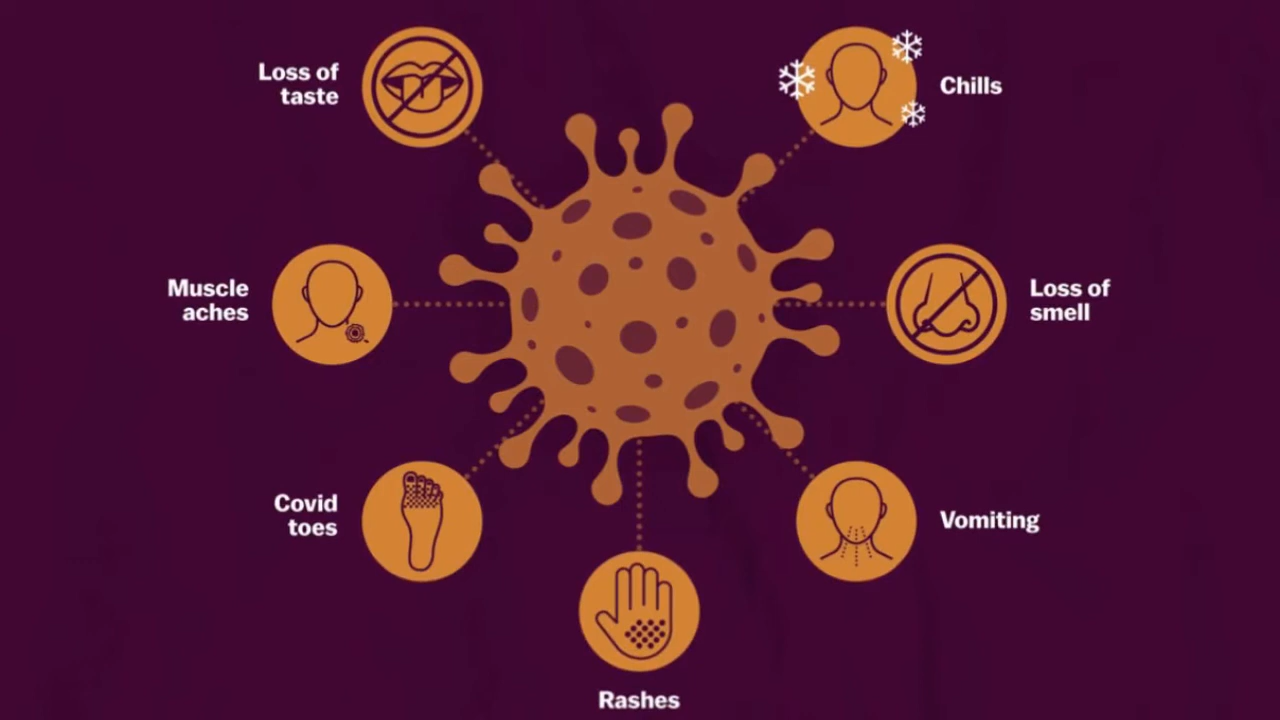 Loss of
taste
Chills
Muscle
aches
Loss of
smell
Covid
toes
Vomiting
Rashes